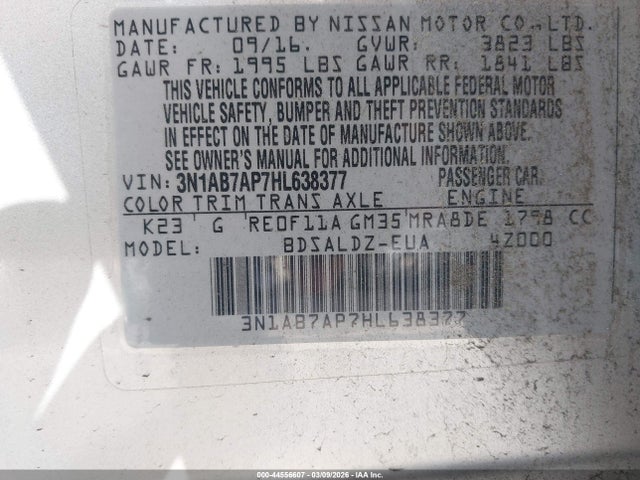 MANUFACTURED BY NISSAN MOTOR CO., LTD.
DATE: 09/16. GVWR: 3823 LBS
GAWR FR: 1995 LBS GAWR RR: 1841 LBS
THIS VEHICLE CONFORMS TO ALL APPLICABLE FEDERAL MOTOR
VEHICLE SAFETY, BUMPER AND THEFT PREVENTION STANDARDS
IN EFFECT ON THE DATE OF MANUFACTURE SHOWN ABOVE.
SEE OWNER'S MANUAL FOR ADDITIONAL INFORMATION.
VIN: 3N1AB7AP7HL638377 PASSENGER CAR.
COLOR TRIM TRANS AXLE ENGINE
K23 G RE0F11A GM35 MRA8DE 1798 CC
MODEL: BDSALDZ-EUA 4Z000
3N1AB7AP7HL638377
000-44556607 - 03/09/2026 - IAAI.com